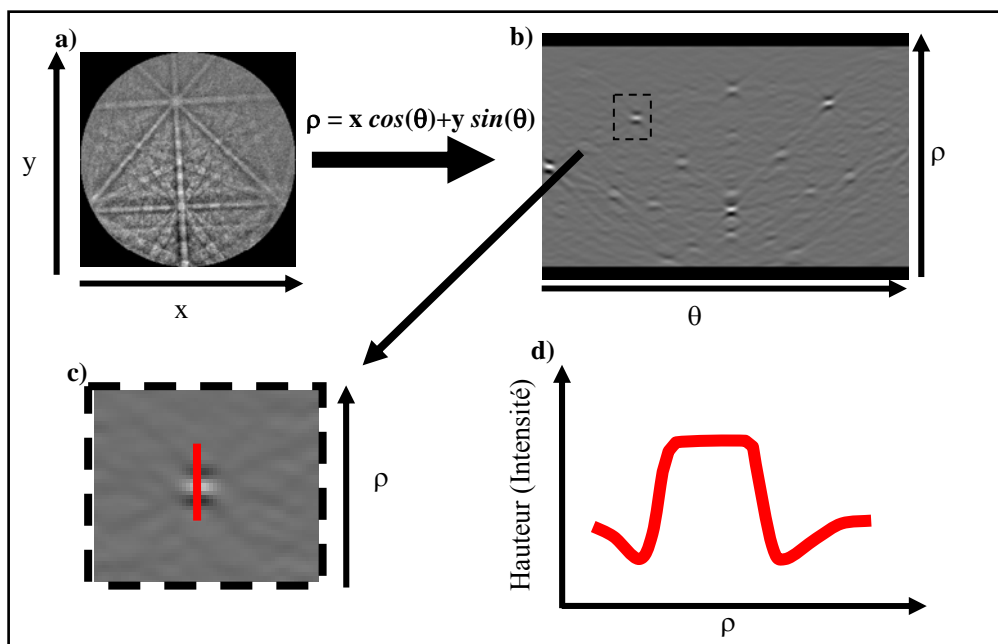 a)
y
x
ρ = x cos(θ)+y sin(θ)
b)
ρ
θ
c)
ρ
d)
Hauteur (Intensité)
ρ